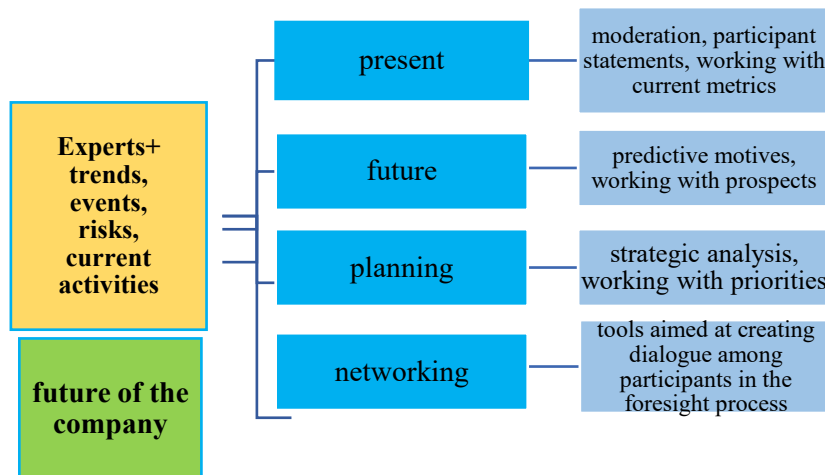 Experts+
trends,
events,
risks,
current
activities
future of the
company
present
moderation, participant
statements, working with
current metrics
future
predictive motives,
working with prospects
planning
strategic analysis,
working with priorities
networking
tools aimed at creating
dialogue among
participants in the
foresight process